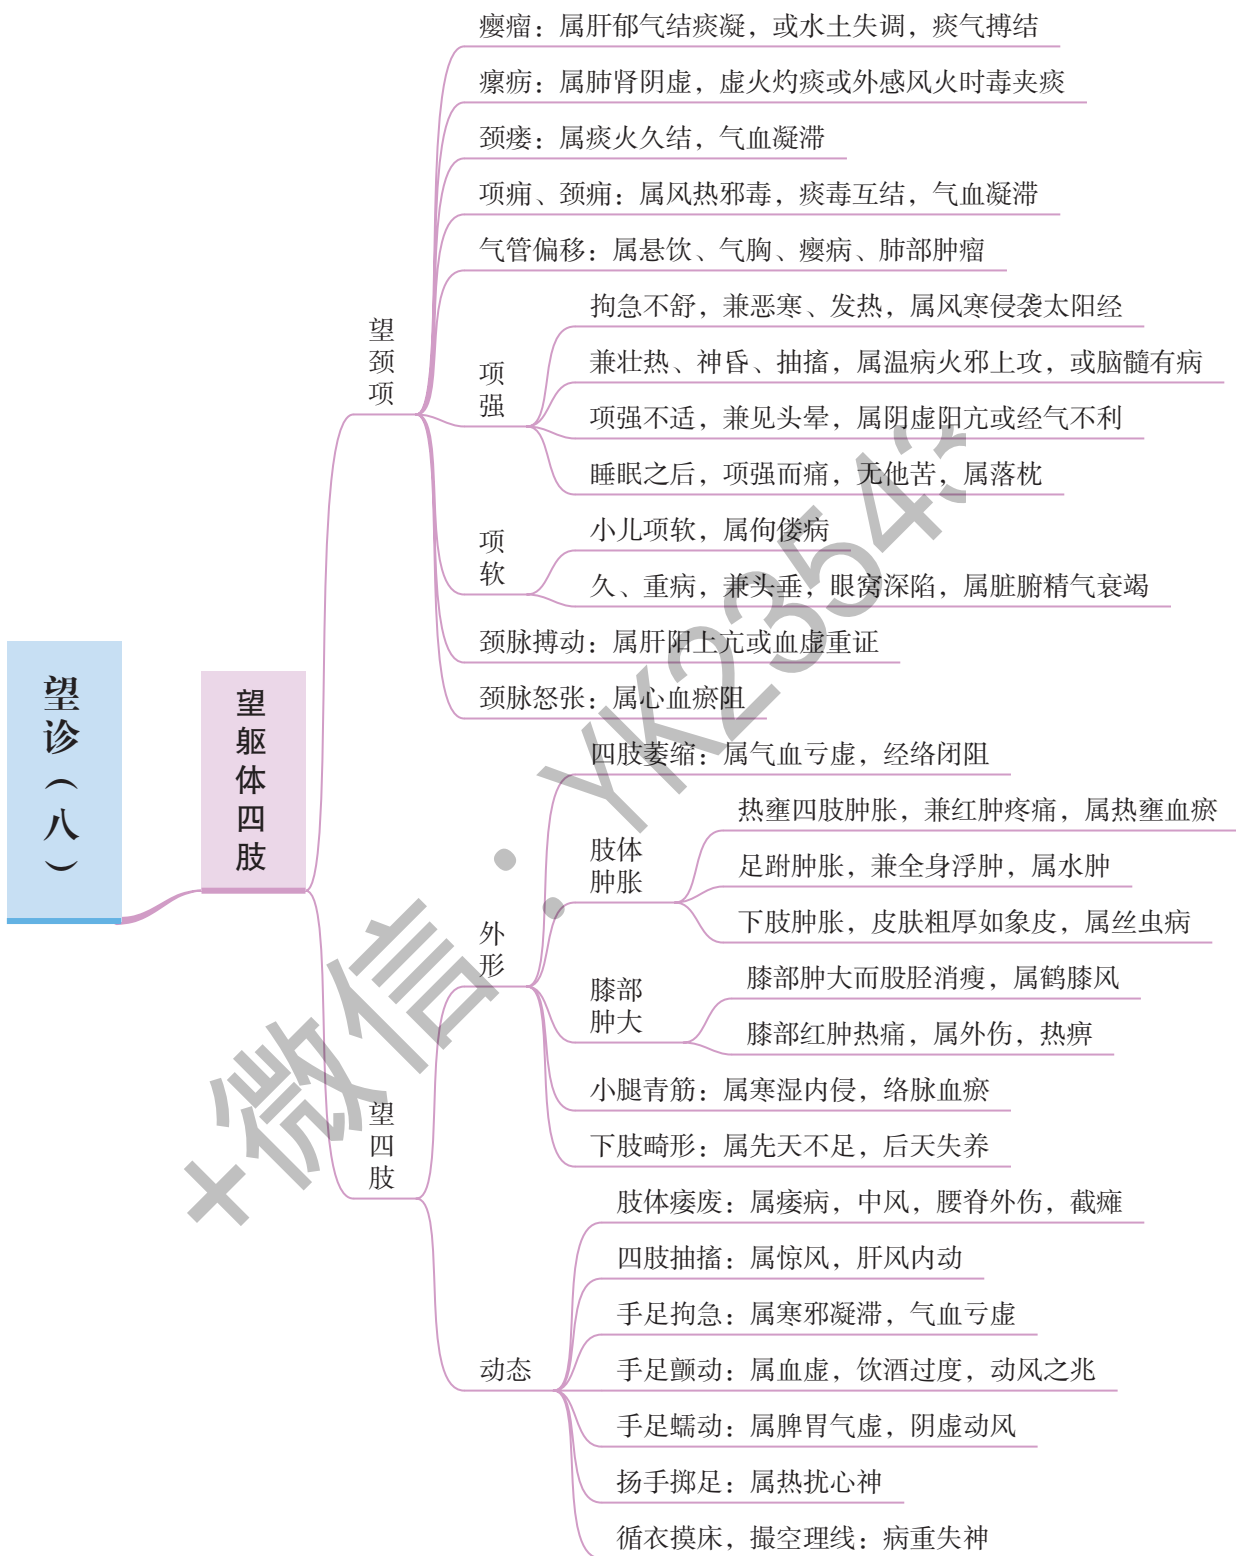 望诊（八）
望躯体四肢
望颈项
瘿瘤：属肝郁气结痰凝，或水土失调，痰气搏结
瘰疬：属肺肾阴虚，虚火灼痰或外感风火时毒夹痰
颈痿：属痰火久结，气血凝滞
项痈、颈痈：属风热邪毒，痰毒互结，气血凝滞
气管偏移：属悬饮、气胸、瘿病、肺部肿瘤
项强
拘急不舒，兼恶寒、发热，属风寒侵袭太阳经
兼壮热、神昏、抽搐，属温病火邪上攻，或脑髓有病
项强不适，兼见头晕，属阴虚阳亢或经气不利
睡眠之后，项强而痛，无他苦，属落枕
项软
小儿项软，属佝偻病
久、重病，兼头垂，眼窝深陷，属脏腑精气衰竭
颈脉搏动：属肝阳上亢或血虚重证
颈脉怒张：属心血瘀阻
望四肢
外形
四肢萎缩：属气血亏虚，经络闭阻
肢体肿胀
热壅四肢肿胀，兼红肿疼痛，属热壅血瘀
足跗肿胀，兼全身浮肿，属水肿
下肢肿胀，皮肤粗厚如象皮，属丝虫病
膝部肿大
膝部肿大而股胫消瘦，属鹤膝风
膝部红肿热痛，属外伤，热痹
小腿青筋：属寒湿内侵，络脉血瘀
下肢畸形：属先天不足，后天失养
动态
肢体痿废：属痿病，中风，腰脊外伤，截瘫
四肢抽搐：属惊风，肝风内动
手足拘急：属寒邪凝滞，气血亏虚
手足颤动：属血虚，饮酒过度，动风之兆
手足蠕动：属脾胃气虚，阴虚动风
扬手掷足：属热扰心神
循衣摸床，撮空理线：病重失神
+微信：YK23543